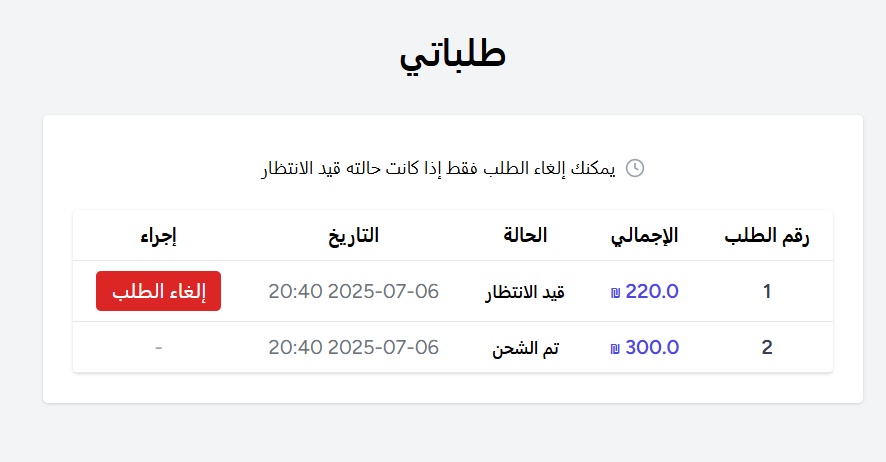 طلباتي
يمكنك إلغاء الطلب فقط إذا كانت حالته قيد الانتظار
رقم الطلب الإجمالي الحالة التاريخ إجراء
1 220.0 ₪ قيد الانتظار 2025-07-06 20:40 إلغاء الطلب
2 300.0 ₪ تم الشحن 2025-07-06 20:40 -